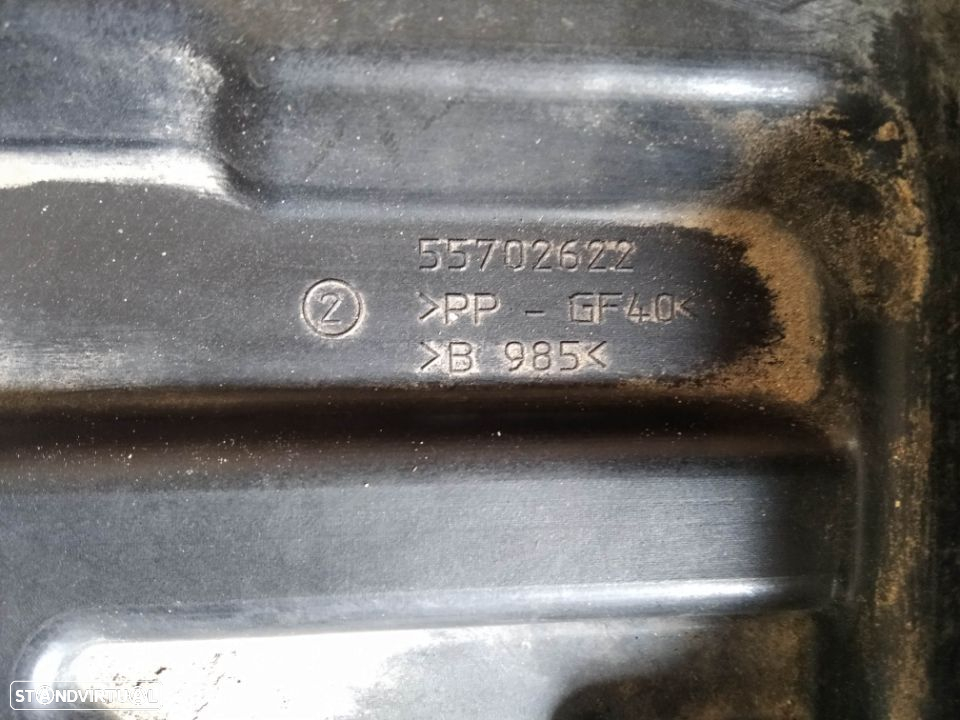 55702622
2
>PP - GF40<
>B 985<
STANDVIRTUAL